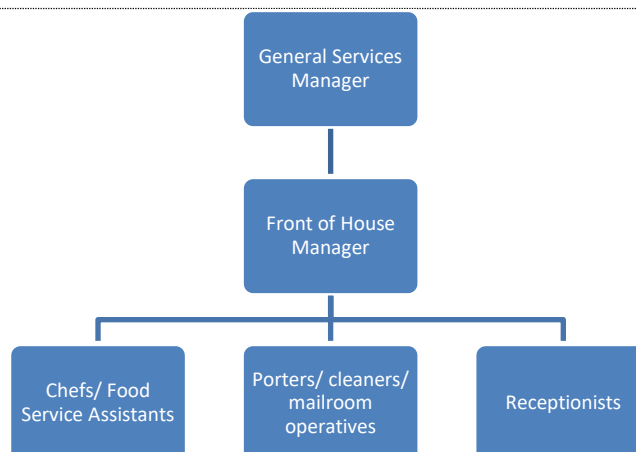 General Services
Manager
Front of House
Manager
Chefs/ Food
Service Assistants
Porters/ cleaners/
mailroom
operatives
Receptionists